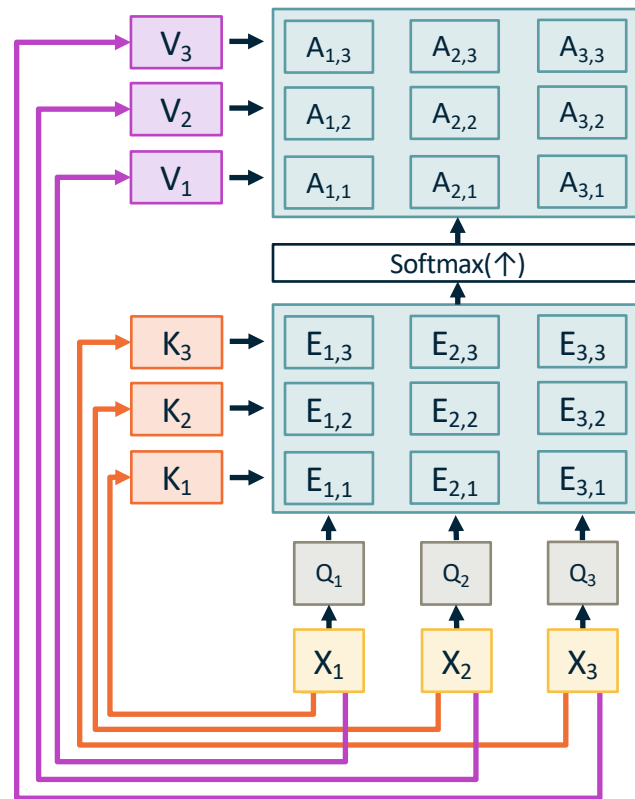 V₃ A₁,₃ A₂,₃ A₃,₃
V₂ A₁,₂ A₂,₂ A₃,₂
V₁ A₁,₁ A₂,₁ A₃,₁
Softmax(↑)
K₃ E₁,₃ E₂,₃ E₃,₃
K₂ E₁,₂ E₂,₂ E₃,₂
K₁ E₁,₁ E₂,₁ E₃,₁
Q₁ Q₂ Q₃
X₁ X₂ X₃